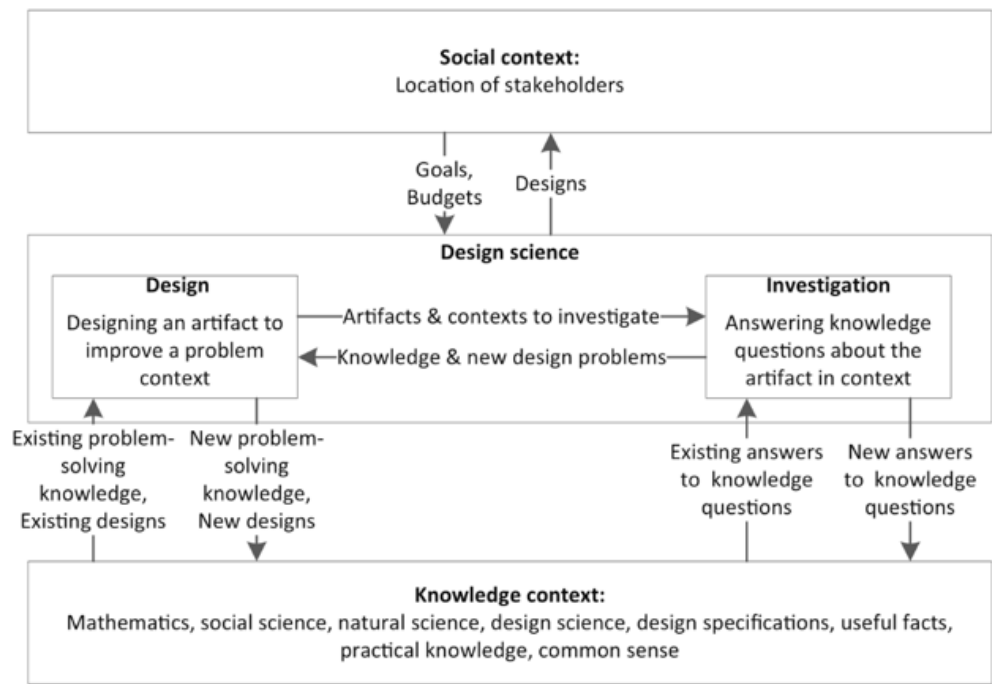 Social context:
Location of stakeholders
Goals,
Budgets
Designs
Design science
Design
Designing an artifact to
improve a problem
context
Artifacts & contexts to investigate
Knowledge & new design problems
Investigation
Answering knowledge
questions about the
artifact in context
Existing problem-
solving
knowledge,
Existing designs
New problem-
solving
knowledge,
New designs
Existing answers
to knowledge
questions
New answers
to knowledge
questions
Knowledge context:
Mathematics, social science, natural science, design science, design specifications, useful facts,
practical knowledge, common sense